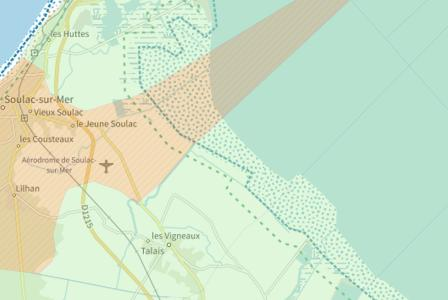 les Huttes
Soulac-sur-Mer
Vieux Soulac
le Jeune Soulac
les Cousteaux
Aérodrome de Soulac-
sur-Mer
Lilhan
D1215
les Vigneaux
Talais